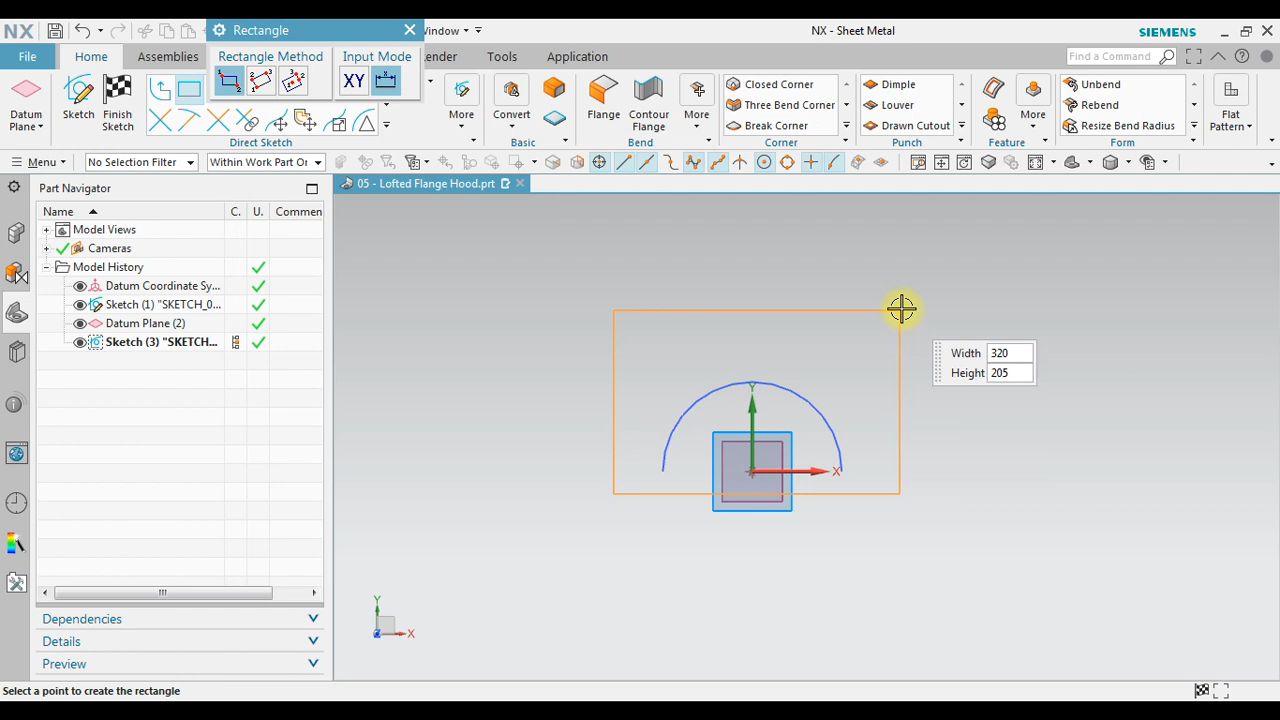 NX
Window
NX - Sheet Metal
SIEMENS
Rectangle
Rectangle Method
Input Mode
XY
File
Home
Assemblies
Tools
Application
Find a Command
Datum Plane
Sketch
Finish Sketch
Direct Sketch
More
Convert
Basic
Flange
Contour Flange
More
Bend
Closed Corner
Three Bend Corner
Break Corner
Corner
Dimple
Louver
Drawn Cutout
Punch
More
Feature
Unbend
Rebend
Resize Bend Radius
Form
Flat Pattern
Menu
No Selection Filter
Within Work Part On
Part Navigator
05 - Lofted Flange Hood.prt
Name
C.
U.
Commen
Model Views
Cameras
Model History
Datum Coordinate Sy...
Sketch (1) "SKETCH_0...
Datum Plane (2)
Sketch (3) "SKETCH...
Width 320
Height 205
Y
X
Y
X
Dependencies
Details
Preview
Select a point to create the rectangle